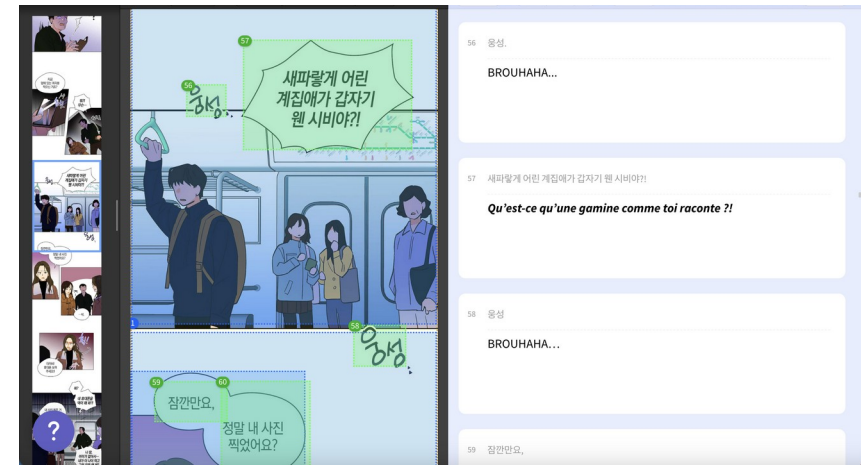 57
새파랗게 어린
계집애가 갑자기
웬 시비야?!
56
웅성..
1
58
웅성.
59
잠깐만요,
60
정말 내 사진
찍었어요?
?
56 웅성.
BROUHAHA...
57 새파랗게 어린 계집애가 갑자기 웬 시비야?!
Qu'est-ce qu'une gamine comme toi raconte ?!
58 웅성
BROUHAHA...
59 잠깐만요,